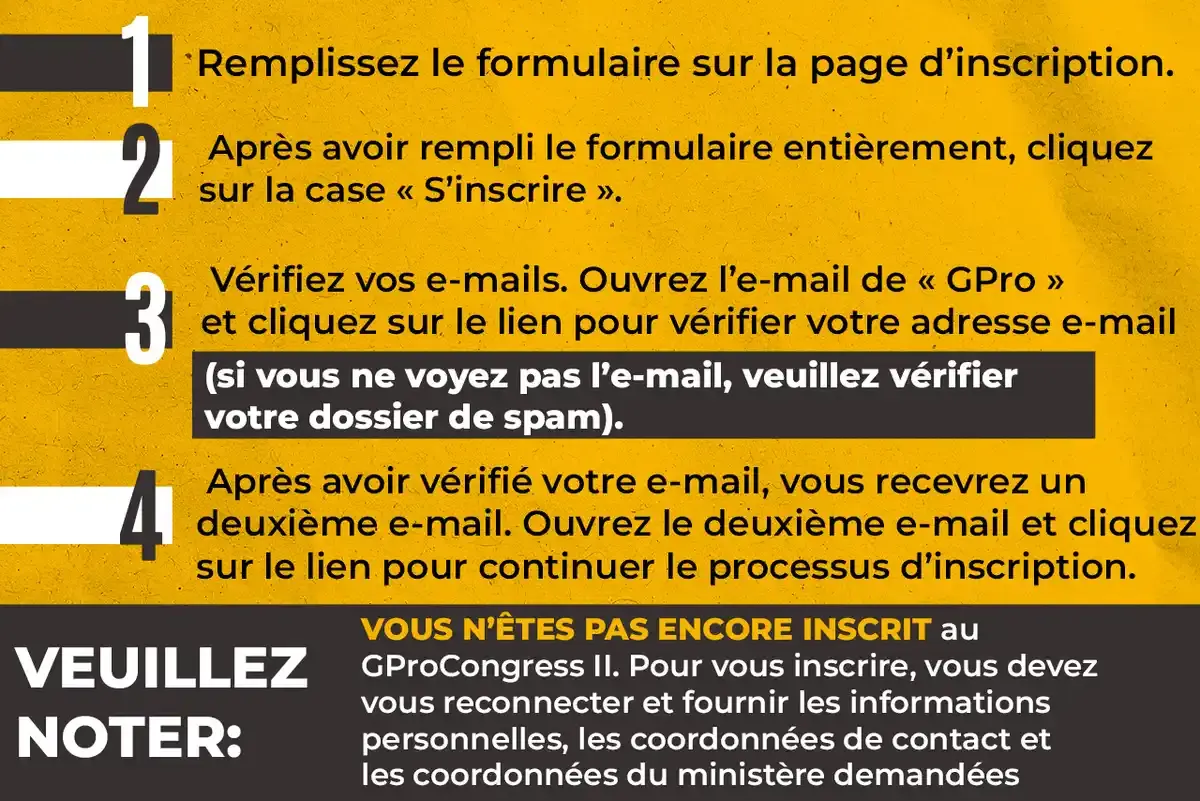 1
Remplissez le formulaire sur la page d’inscription.
2
Après avoir rempli le formulaire entièrement, cliquez
sur la case « S’inscrire ».
3
Vérifiez vos e-mails. Ouvrez l’e-mail de « GPro »
et cliquez sur le lien pour vérifier votre adresse e-mail
(si vous ne voyez pas l’e-mail, veuillez vérifier
votre dossier de spam).
4
Après avoir vérifié votre e-mail, vous recevrez un
deuxième e-mail. Ouvrez le deuxième e-mail et cliquez
sur le lien pour continuer le processus d’inscription.
VEUILLEZ
NOTER:
VOUS N’ÊTES PAS ENCORE INSCRIT au
GProCongress II. Pour vous inscrire, vous devez
vous reconnecter et fournir les informations
personnelles, les coordonnées de contact et
les coordonnées du ministère demandées